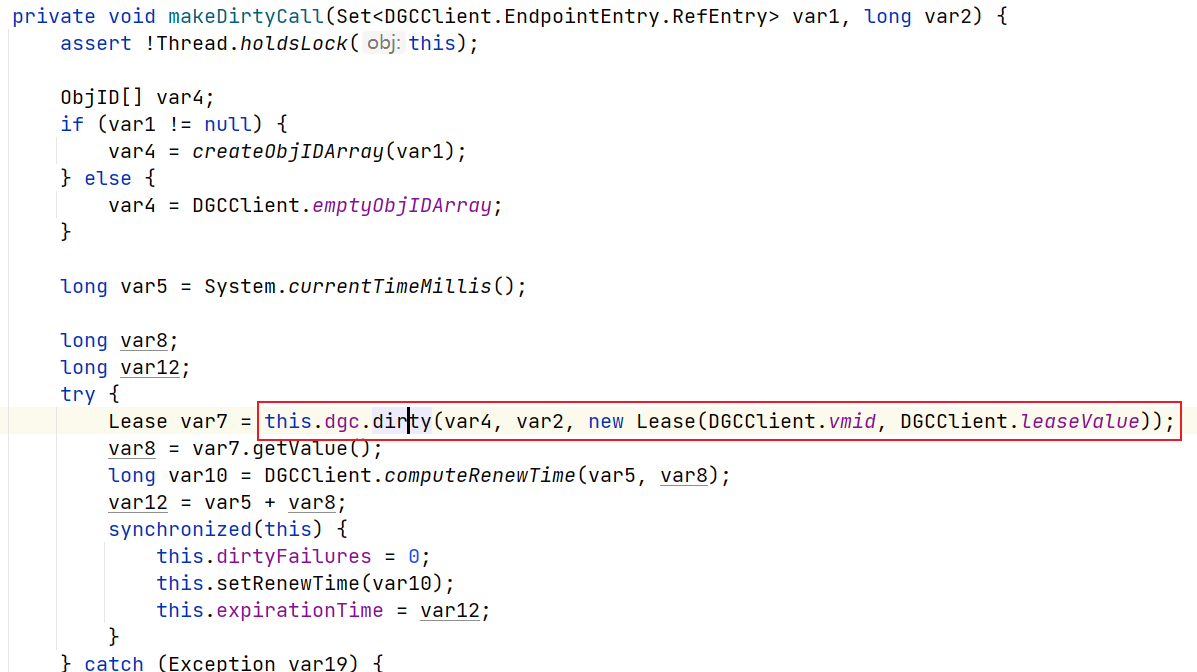 private void makeDirtyCall(Set<DGCClient.EndpointEntry.RefEntry> var1, long var2) {
    assert !Thread.holdsLock( obj: this);

    ObjID[] var4;
    if (var1 != null) {
        var4 = createObjIDArray(var1);
    } else {
        var4 = DGCClient.emptyObjIDArray;
    }

    long var5 = System.currentTimeMillis();

    long var8;
    long var12;
    try {
        Lease var7 = this.dgc.dirty(var4, var2, new Lease(DGCClient.vmid, DGCClient.leaseValue));
        var8 = var7.getValue();
        long var10 = DGCClient.computeRenewTime(var5, var8);
        var12 = var5 + var8;
        synchronized(this) {
            this.dirtyFailures = 0;
            this.setRenewTime(var10);
            this.expirationTime = var12;
        }
    } catch (Exception var19) {